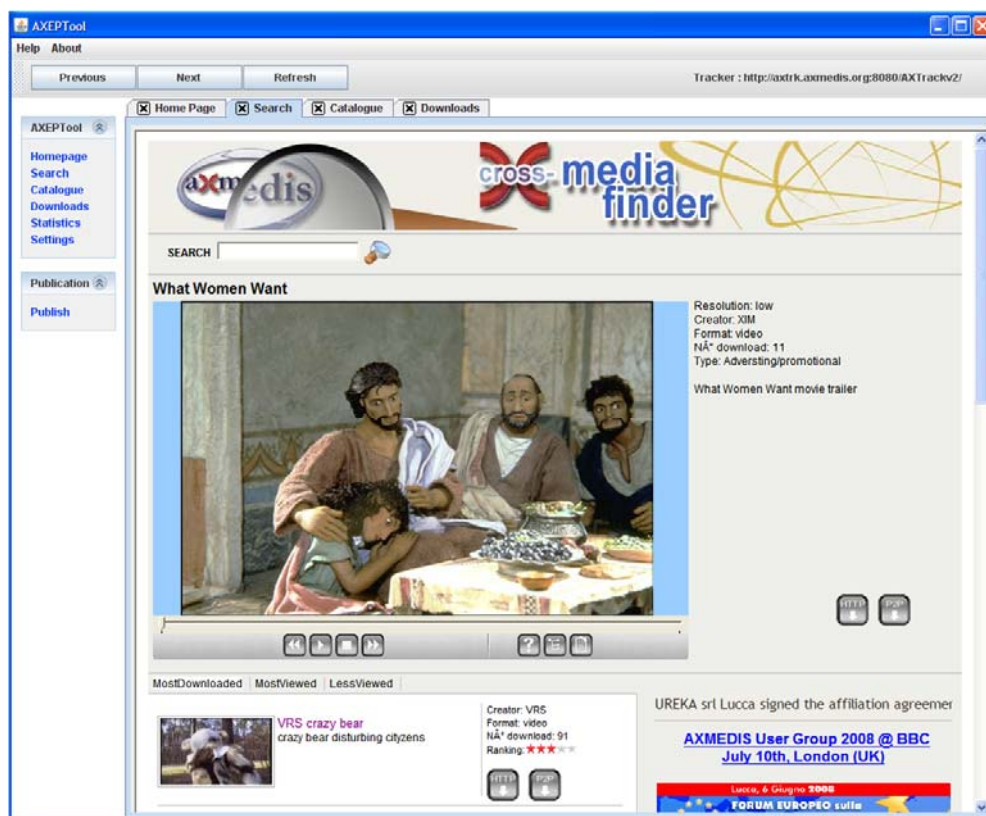 AXEPTool
Help About
Previous Next Refresh
Tracker : http://axtrk.axmedis.org:8080/AXTrackv2/
Home Page Search Catalogue Downloads
AXEPTool
Homepage
Search
Catalogue
Downloads
Statistics
Settings
Publication
Publish
axmedis
cross- media
finder
SEARCH
What Women Want
Resolution: low
Creator: XIM
Format: video
NÂ° download: 11
Type: Adversting/promotional
What Women Want movie trailer
HTTP P2P
?
MostDownloaded MostViewed LessViewed
VRS crazy bear
crazy bear disturbing cityzens
Creator: VRS
Format: video
NÂ° download: 91
Ranking:
HTTP P2P
UREKA srl Lucca signed the affiliation agreemer
AXMEDIS User Group 2008 @ BBC
July 10th, London (UK)
Lucca, 6 Giugno 2008
FORUM EUROPEO sulla